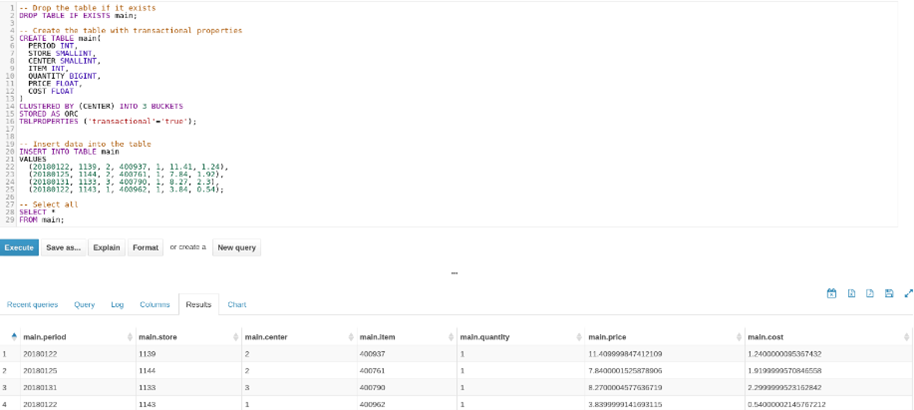 1 -- Drop the table if it exists
2 DROP TABLE IF EXISTS main;
3
4 -- Create the table with transactional properties
5 CREATE TABLE main(
6 PERIOD INT,
7 STORE SMALLINT,
8 CENTER SMALLINT,
9 ITEM INT,
10 QUANTITY BIGINT,
11 PRICE FLOAT,
12 COST FLOAT
13 )
14 CLUSTERED BY (CENTER) INTO 3 BUCKETS
15 STORED AS ORC
16 TBLPROPERTIES ('transactional'='true');
17
18
19 -- Insert data into the table
20 INSERT INTO TABLE main
21 VALUES
22 (20180122, 1139, 2, 400937, 1, 11.41, 1.24),
23 (20180125, 1144, 2, 400761, 1, 7.84, 1.92),
24 (20180131, 1133, 3, 400790, 1, 8.27, 2.3),
25 (20180122, 1143, 1, 400962, 1, 3.84, 0.54);
26
27 -- Select all
28 SELECT *
29 FROM main;
Execute Save as... Explain Format or create a New query
Recent queries Query Log Columns Results Chart
main.period main.store main.center main.item main.quantity main.price main.cost
1 20180122 1139 2 400937 1 11.409999847412109 1.2400000095367432
2 20180125 1144 2 400761 1 7.8400001525878906 1.9199999570846558
3 20180131 1133 3 400790 1 8.2700004577636719 2.2999999523162842
4 20180122 1143 1 400962 1 3.8399999141693115 0.54000002145767212